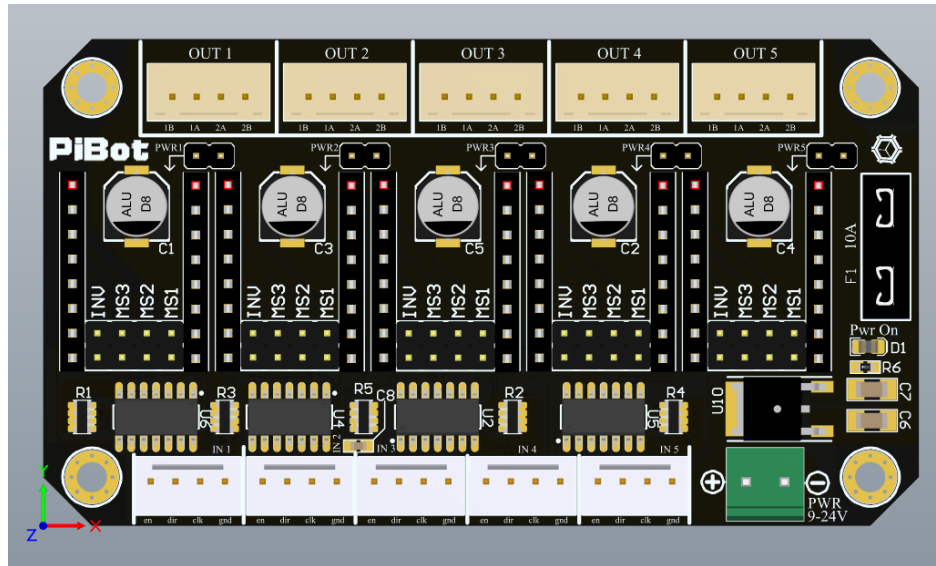 OUT 1 OUT 2 OUT 3 OUT 4 OUT 5
1B 1A 2A 2B 1B 1A 2A 2B 1B 1A 2A 2B 1B 1A 2A 2B 1B 1A 2A 2B
PiBot PWR1 PWR2 PWR3 PWR4 PWR5
ALU D8 ALU D8 ALU D8 ALU D8 ALU D8
C1 C3 C5 C2 C4
F1 10A
INV MS3 MS2 MS1 INV MS3 MS2 MS1 INV MS3 MS2 MS1 INV MS3 MS2 MS1 INV MS3 MS2 MS1
Pwr On
D1
R6
R1 U6 R3 U4 R5 C8 U2 R2 U5 R4 U10 C7
C6
IN 1 IN 2 IN 3 IN 4 IN 5
en dir clk gnd en dir clk gnd en dir clk gnd en dir clk gnd en dir clk gnd
+ −
PWR
9-24V
Y
Z X